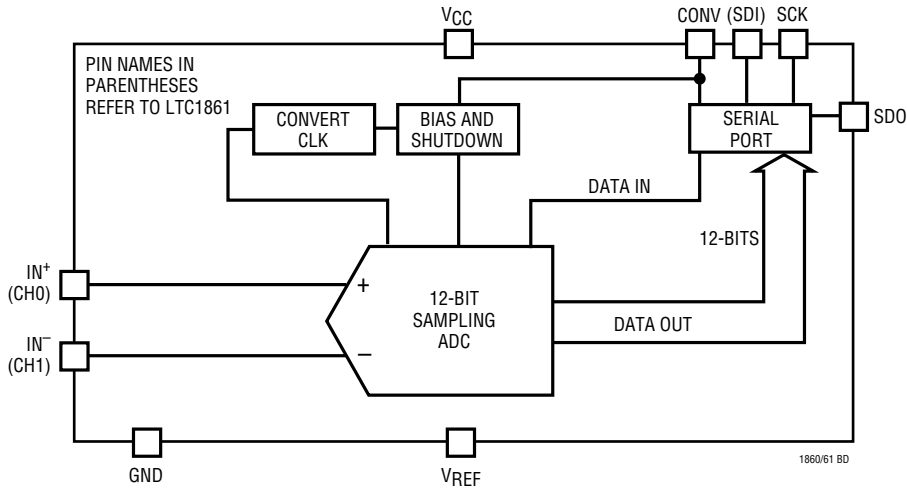 VCC
CONV (SDI) SCK
PIN NAMES IN
PARENTHESES
REFER TO LTC1861
CONVERT
CLK
BIAS AND
SHUTDOWN
SERIAL
PORT
SDO
DATA IN
12-BITS
IN+
(CH0)
+
12-BIT
SAMPLING
ADC
DATA OUT
IN–
(CH1)
–
GND
VREF
1860/61 BD